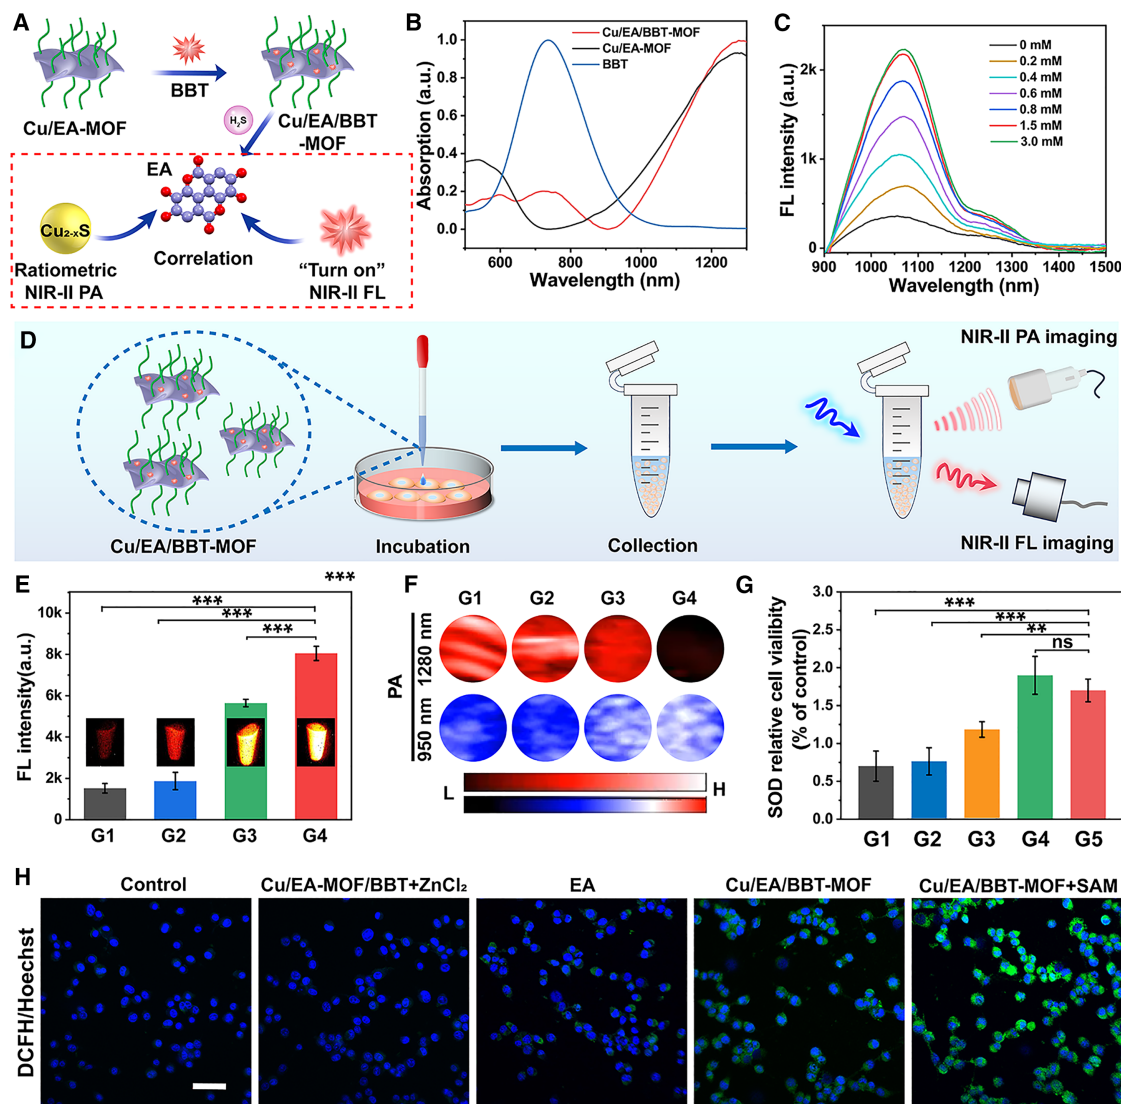 A
Cu/EA-MOF
BBT
Cu/EA/BBT
-MOF
H₂S
EA
Cu₂₋ₓS
Correlation
Ratiometric
NIR-II PA
“Turn on”
NIR-II FL
B
Absorption (a.u.)
1.0
0.8
0.6
0.4
0.2
0.0
Cu/EA/BBT-MOF
Cu/EA-MOF
BBT
600
800
1000
1200
Wavelength (nm)
C
FL intensity (a.u.)
2k
1k
0
0 mM
0.2 mM
0.4 mM
0.6 mM
0.8 mM
1.5 mM
3.0 mM
900 1000 1100 1200 1300 1400 1500
Wavelength (nm)
D
Cu/EA/BBT-MOF
Incubation
Collection
NIR-II PA imaging
NIR-II FL imaging
E
***
FL intensity(a.u.)
10k
8k
6k
4k
2k
0
***
***
***
G1 G2 G3 G4
F
G1 G2 G3 G4
PA
1280 nm
950 nm
L
H
G
SOD relative cell vialibity
(% of control)
3.0
2.5
2.0
1.5
1.0
0.5
0.0
***
***
**
ns
G1 G2 G3 G4 G5
H
DCFH/Hoechst
Control
Cu/EA-MOF/BBT+ZnCl₂
EA
Cu/EA/BBT-MOF
Cu/EA/BBT-MOF+SAM